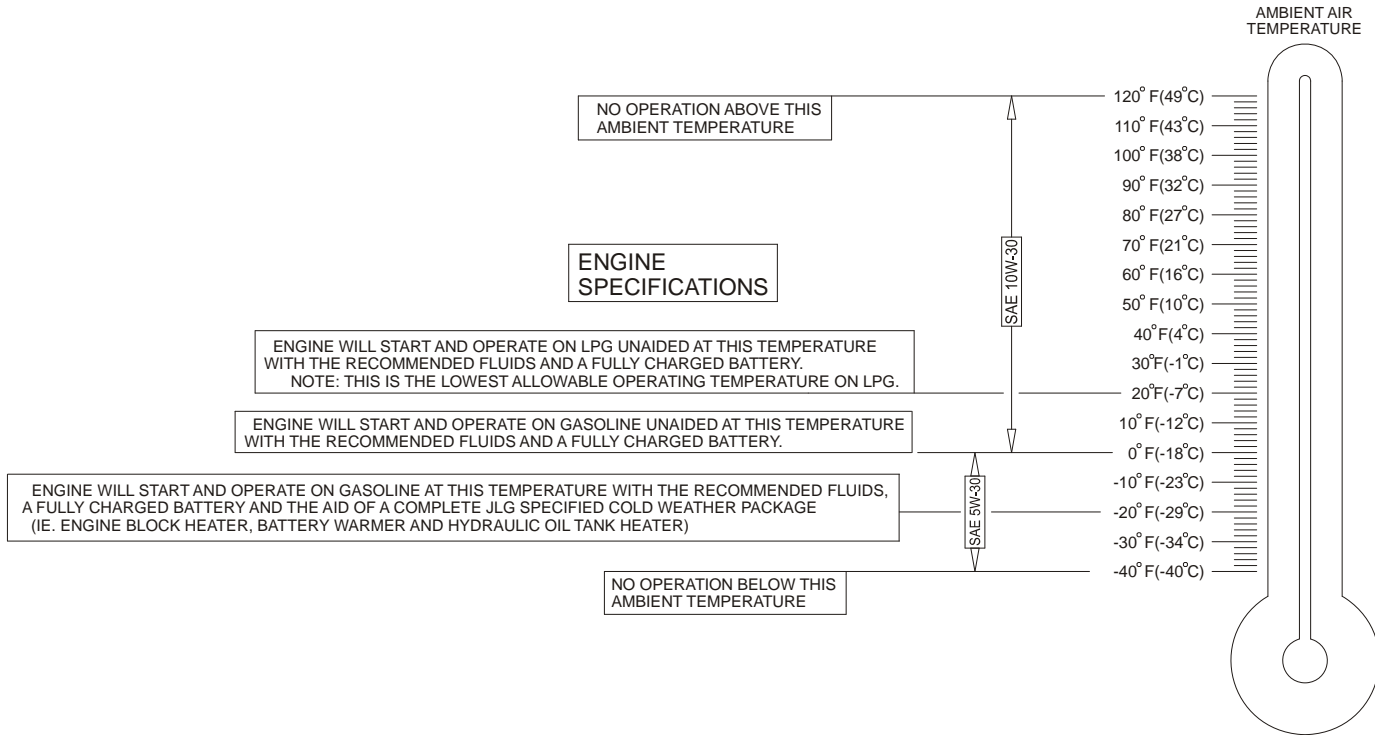 AMBIENT AIR
TEMPERATURE
NO OPERATION ABOVE THIS
AMBIENT TEMPERATURE
120° F(49°C)
110° F(43°C)
100° F(38°C)
90° F(32°C)
80° F(27°C)
70° F(21°C)
60° F(16°C)
50° F(10°C)
40°F(4°C)
30°F(-1°C)
20°F(-7°C)
10°F(-12°C)
0° F(-18°C)
-10° F(-23°C)
-20° F(-29°C)
-30° F(-34°C)
-40° F(-40°C)
SAE 10W-30
ENGINE
SPECIFICATIONS
ENGINE WILL START AND OPERATE ON LPG UNAIDED AT THIS TEMPERATURE
WITH THE RECOMMENDED FLUIDS AND A FULLY CHARGED BATTERY.
NOTE: THIS IS THE LOWEST ALLOWABLE OPERATING TEMPERATURE ON LPG.
ENGINE WILL START AND OPERATE ON GASOLINE UNAIDED AT THIS TEMPERATURE
WITH THE RECOMMENDED FLUIDS AND A FULLY CHARGED BATTERY.
SAE 5W-30
ENGINE WILL START AND OPERATE ON GASOLINE AT THIS TEMPERATURE WITH THE RECOMMENDED FLUIDS,
A FULLY CHARGED BATTERY AND THE AID OF A COMPLETE JLG SPECIFIED COLD WEATHER PACKAGE
(IE. ENGINE BLOCK HEATER, BATTERY WARMER AND HYDRAULIC OIL TANK HEATER)
NO OPERATION BELOW THIS
AMBIENT TEMPERATURE